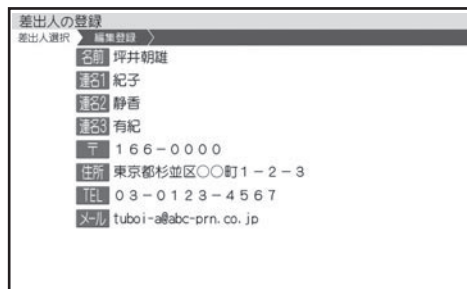 差出人の登録
差出人選択 編集登録
名前 坪井朝雄
連名1 紀子
連名2 静香
連名3 有紀
〒 166-0000
住所 東京都杉並区○○町1-2-3
TEL 03-0123-4567
メール tuboi-a@abc-prn.co.jp